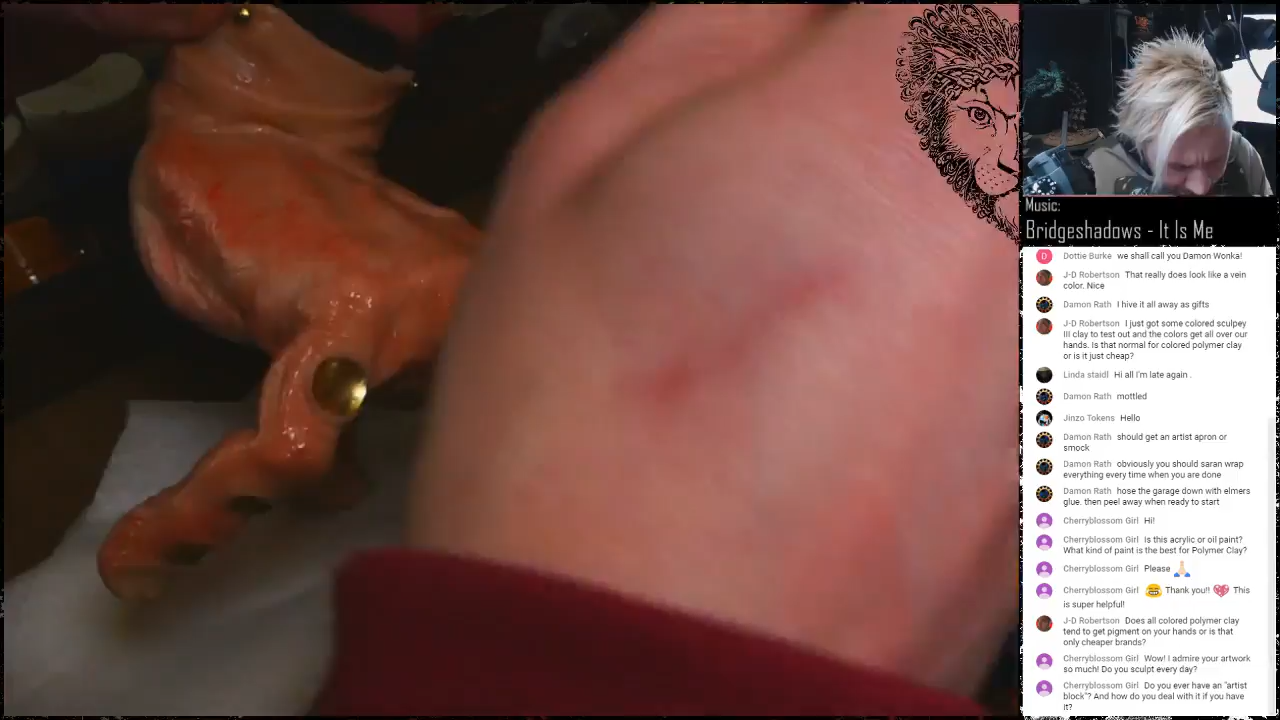 Music:
Bridgeshadows - It Is Me
D
Dottie Burke we shall call you Damon Wonka!
J-D Robertson That really does look like a vein
color. Nice
Damon Rath I hive it all away as gifts
J-D Robertson I just got some colored sculpey
III clay to test out and the colors get all over our
hands. Is that normal for colored polymer clay
or is it just cheap?
Linda staidl Hi all I'm late again .
Damon Rath mottled
Jinzo Tokens Hello
Damon Rath should get an artist apron or
smock
Damon Rath obviously you should saran wrap
everything every time when you are done
Damon Rath hose the garage down with elmers
glue. then peel away when ready to start
Cherryblossom Girl Hi!
Cherryblossom Girl Is this acrylic or oil paint?
What kind of paint is the best for Polymer Clay?
Cherryblossom Girl Please 🙏🏻
Cherryblossom Girl 😂 Thank you!! 💖 This
is super helpful!
J-D Robertson Does all colored polymer clay
tend to get pigment on your hands or is that
only cheaper brands?
Cherryblossom Girl Wow! I admire your artwork
so much! Do you sculpt every day?
Cherryblossom Girl Do you ever have an "artist
block"? And how do you deal with it if you have
it?